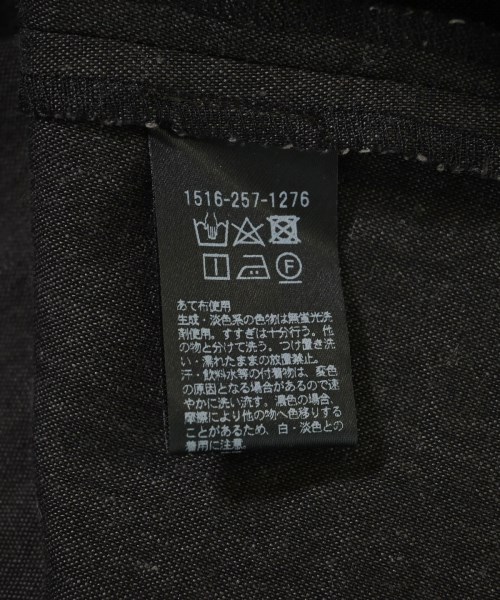 1516-257-1276
F
あて布使用
生成・淡色系の色物は無蛍光洗
剤使用。すすぎは十分行う。他
の物と分けて洗う。つけ置き洗
い・濡れたままの放置禁止。
汗・飲料水等の付着物は、変色
の原因となる場合があるので速
やかに洗い流す。濃色の場合、
摩擦により他の物へ色移りする
ことがあるため、白・淡色との
着用に注意。